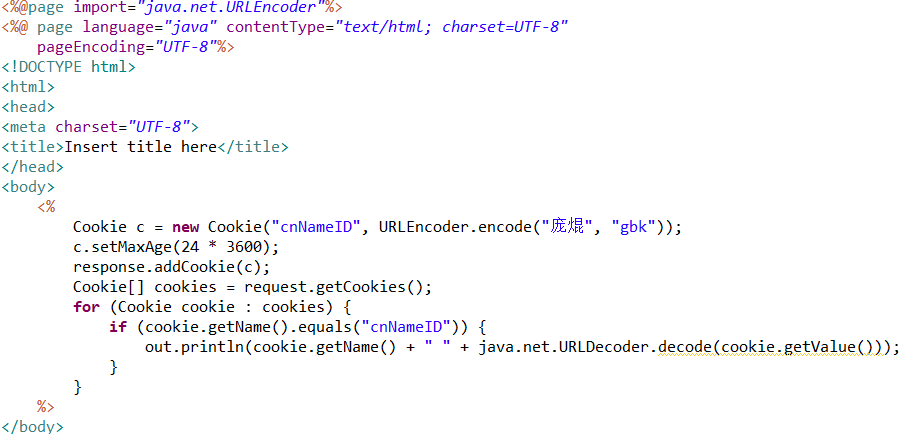 <%@page import="java.net.URLEncoder"%>
<%@ page language="java" contentType="text/html; charset=UTF-8"
    pageEncoding="UTF-8"%>
<!DOCTYPE html>
<html>
<head>
<meta charset="UTF-8">
<title>Insert title here</title>
</head>
<body>
    <%
        Cookie c = new Cookie("cnNameID", URLEncoder.encode("庞焜", "gbk"));
        c.setMaxAge(24 * 3600);
        response.addCookie(c);
        Cookie[] cookies = request.getCookies();
        for (Cookie cookie : cookies) {
            if (cookie.getName().equals("cnNameID")) {
                out.println(cookie.getName() + " " + java.net.URLDecoder.decode(cookie.getValue()));
            }
        }
    %>
</body>